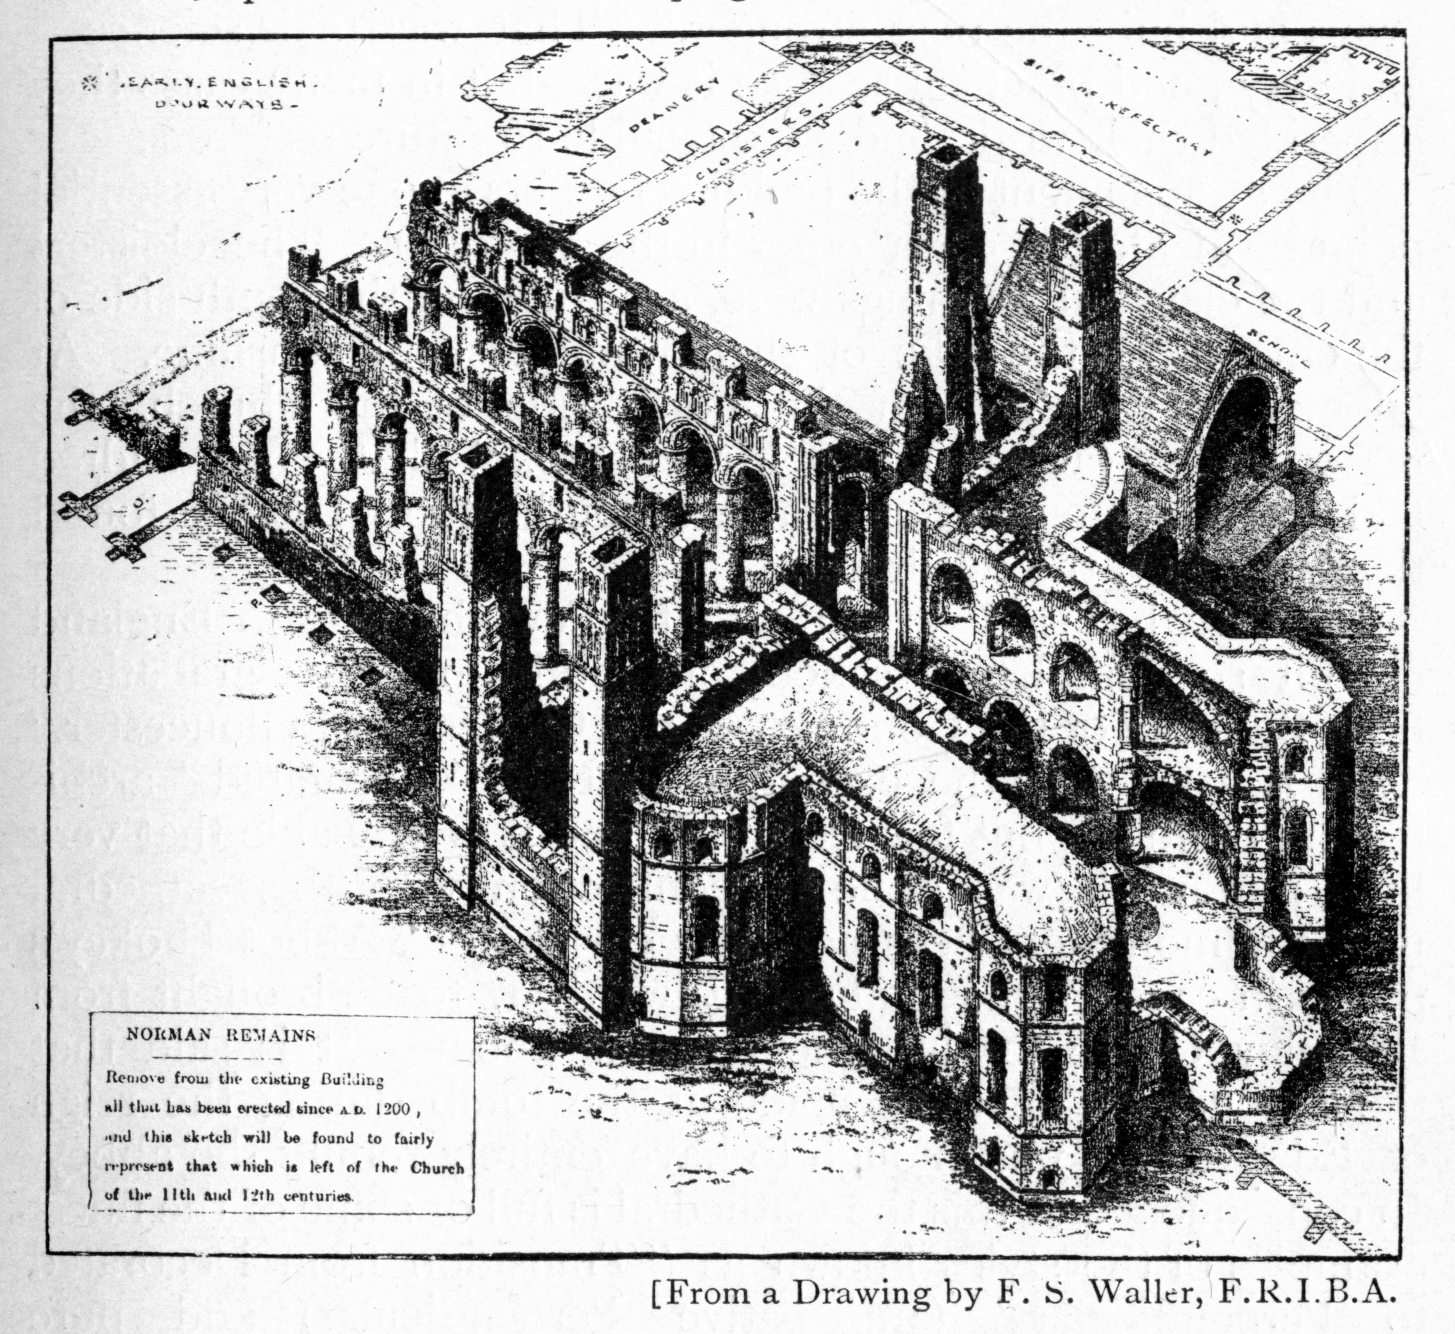 EARLY. ENGLISH
DOORWAYS-
DEANERY
CLOISTERS.
SITE. OF. REFECTORY
SCHOOL
NORMAN REMAINS
Remove from the existing Building
all that has been erected since A.D. 1200,
and this sketch will be found to fairly
represent that which is left of the Church
of the 11th and 12th centuries.
[From a Drawing by F. S. Waller, F.R.I.B.A.